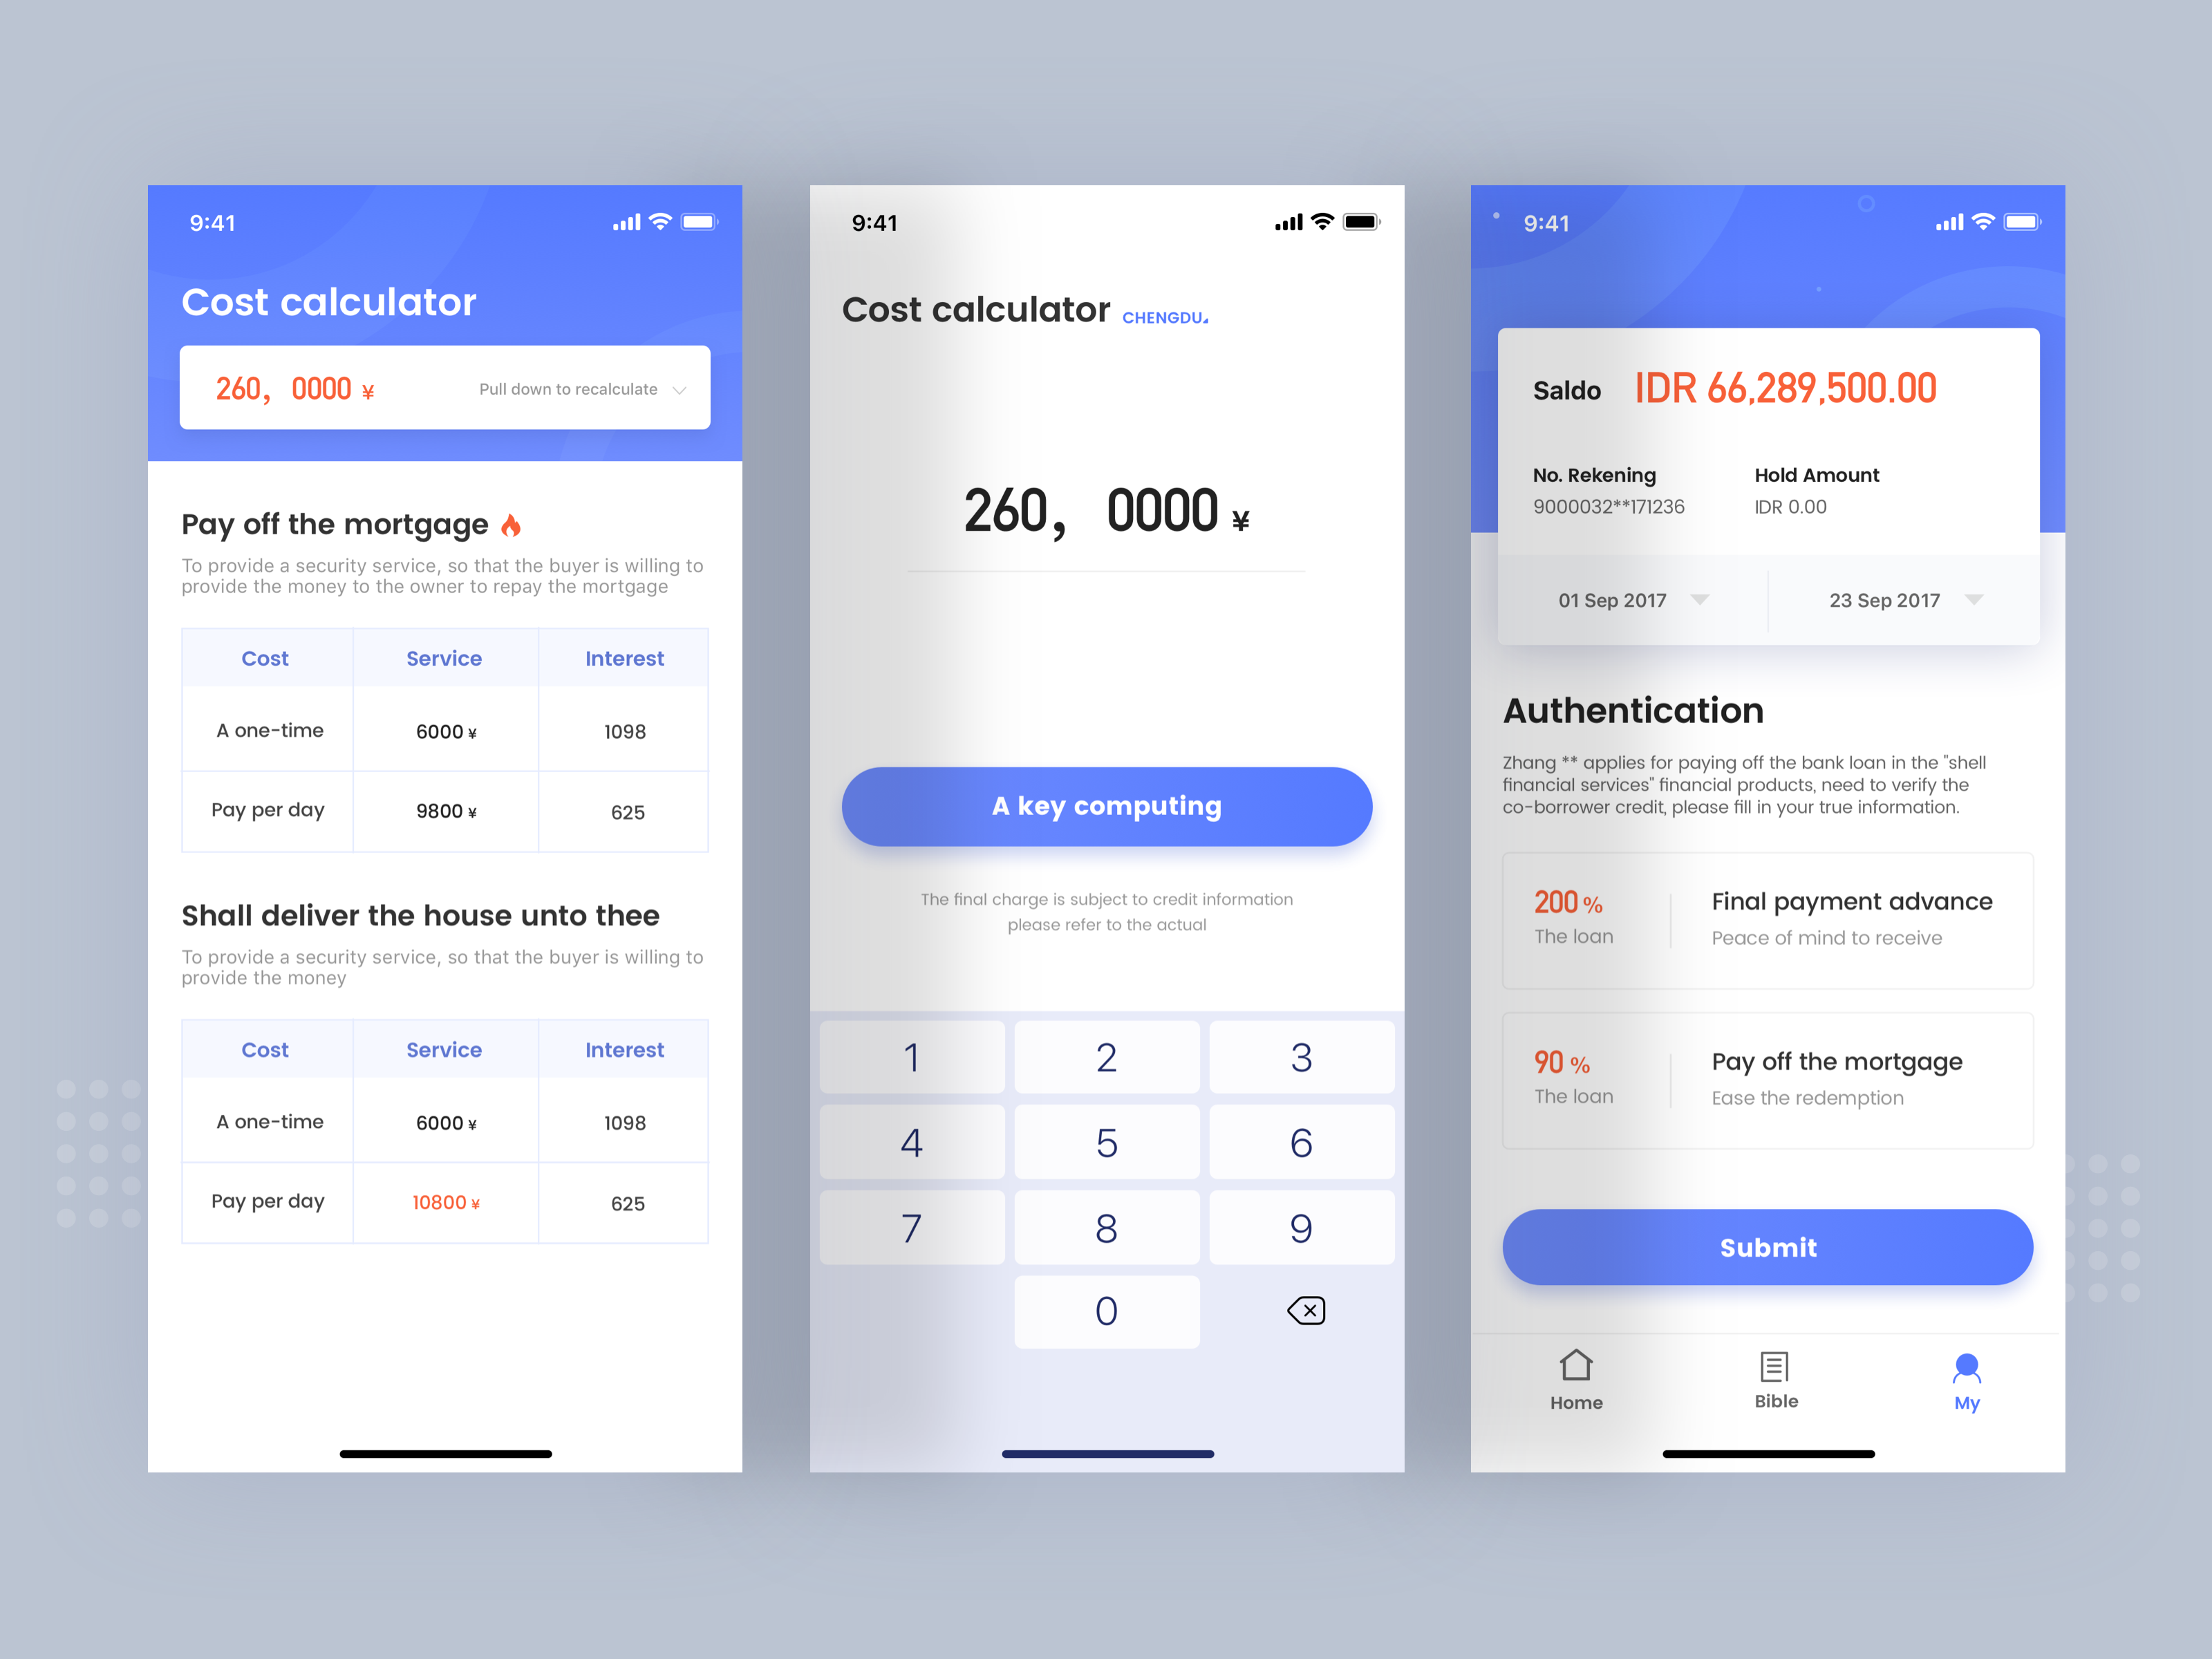 9:41
Cost calculator
260, 0000 ¥ Pull down to recalculate
Pay off the mortgage
To provide a security service, so that the buyer is willing to
provide the money to the owner to repay the mortgage
Cost Service Interest
A one-time 6000 ¥ 1098
Pay per day 9800 ¥ 625
Shall deliver the house unto thee
To provide a security service, so that the buyer is willing to
provide the money
Cost Service Interest
A one-time 6000 ¥ 1098
Pay per day 10800 ¥ 625
9:41
Cost calculator CHENGDU
260, 0000 ¥
A key computing
The final charge is subject to credit information
please refer to the actual
1 2 3
4 5 6
7 8 9
0
9:41
Saldo IDR 66,289,500.00
No. Rekening Hold Amount
9000032**171236 IDR 0.00
01 Sep 2017 23 Sep 2017
Authentication
Zhang ** applies for paying off the bank loan in the "shell
financial services" financial products, need to verify the
co-borrower credit, please fill in your true information.
200 % Final payment advance
The loan Peace of mind to receive
90 % Pay off the mortgage
The loan Ease the redemption
Submit
Home Bible My